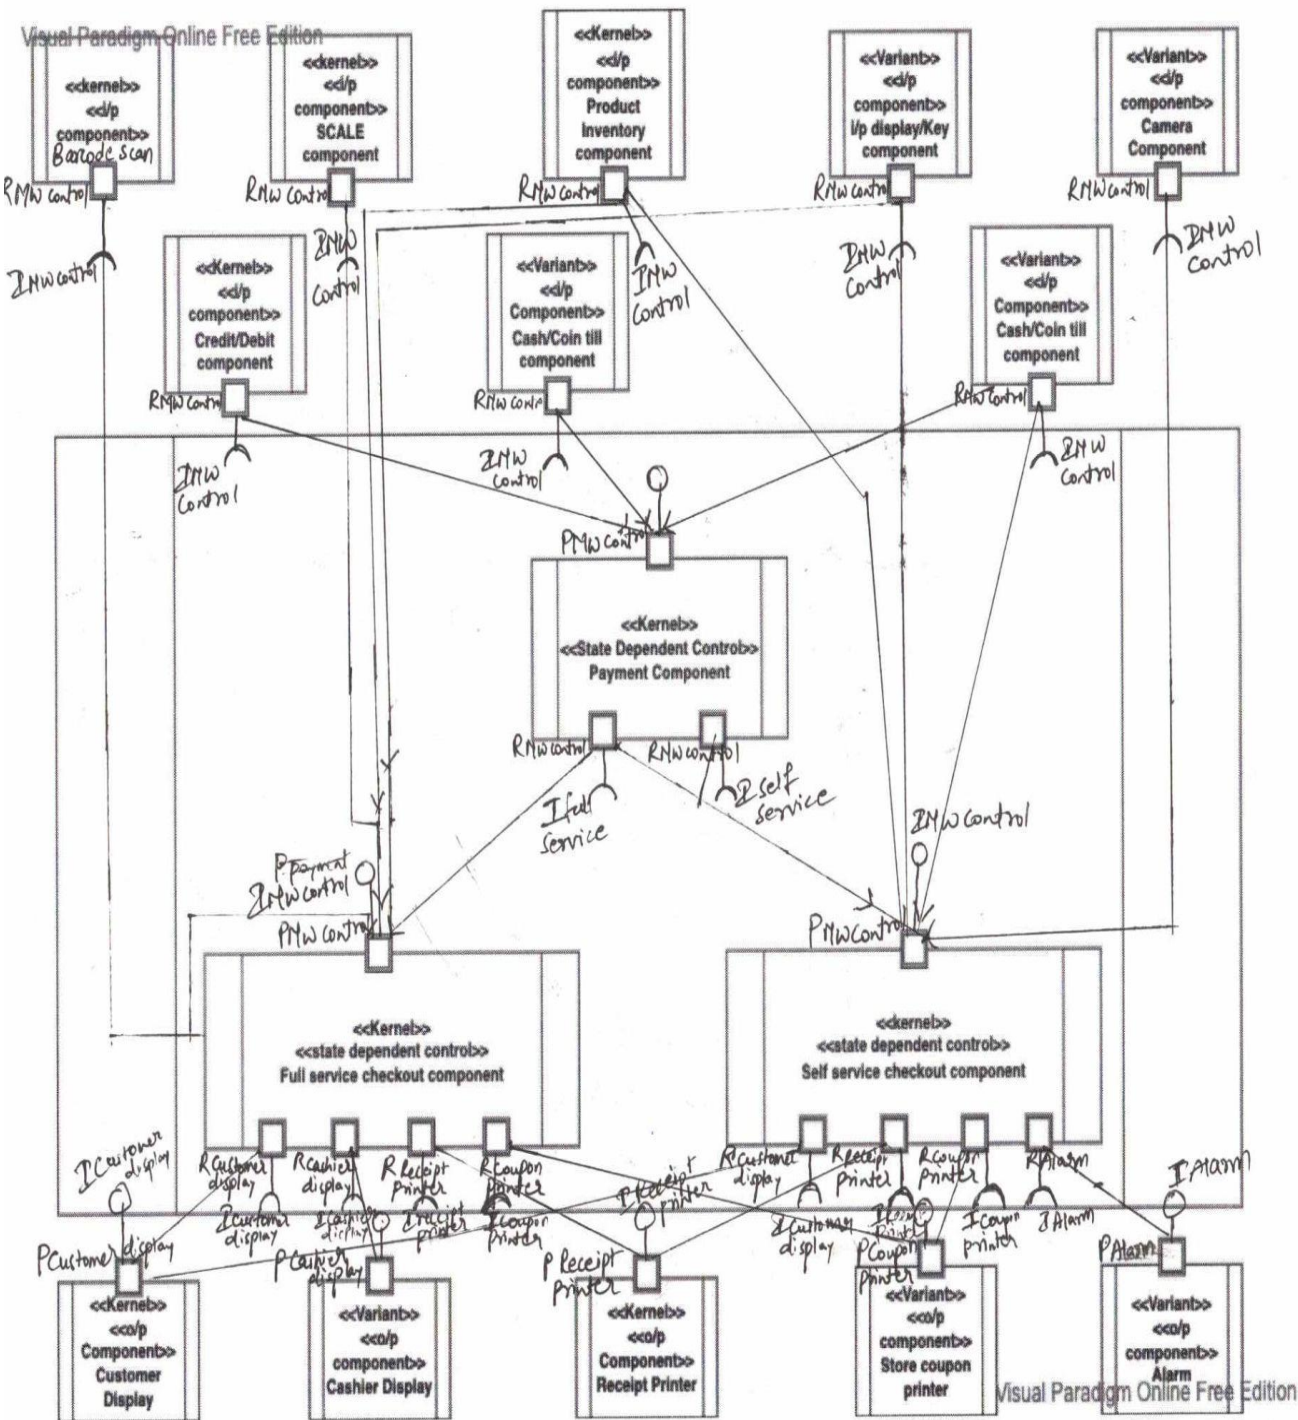 Visual Paradigm Online Free Edition
<<kernel>>
<<i/p
component>>
Barcode scan
RMW control
IMW control
<<kernel>>
<<i/p
component>>
SCALE
component
RMW control
IMW
control
<<Kernel>>
<<i/p
component>>
Product
Inventory
component
RMW control
IMW
control
<<Variant>>
<<i/p
component>>
I/p display/Key
component
RMW control
IMW
control
<<Variant>>
<<i/p
component>>
Camera
Component
RMW control
IMW
control
<<Kernel>>
<<i/p
component>>
Credit/Debit
component
RMW control
IMW
control
<<Variant>>
<<i/p
Component>>
Cash/Coin till
component
RMW contr
IMW
control
<<Variant>>
<<i/p
Component>>
Cash/Coin till
component
RMW control
IMW
control
PMW control
<<Kernel>>
<<State Dependent Control>>
Payment Component
RMW control
RMW control
I full
service
I self
service
P payment
IMW control
PMW control
IMW control
PMW control
<<Kernel>>
<<state dependent control>>
Full service checkout component
<<kernel>>
<<state dependent control>>
Self service checkout component
R Customer
display
R cashier
display
R Receipt
printer
R Coupon
printer
I customer
display
I cashier
display
I receipt
printer
I coupon
printer
R Customer
display
R Receipt
printer
R Coupon
printer
R Alarm
I customer
display
I coupon
printer
I Alarm
I Customer
display
P Customer display
<<Kernel>>
<<o/p
Component>>
Customer
Display
P Cashier
display
<<Variant>>
<<o/p
component>>
Cashier Display
I Receipt
printer
P Receipt
printer
<<Kernel>>
<<o/p
Component>>
Receipt Printer
P Coupon
printer
<<Variant>>
<<o/p
component>>
Store coupon
printer
I Alarm
P Alarm
<<Variant>>
<<o/p
component>>
Alarm
Visual Paradigm Online Free Edition